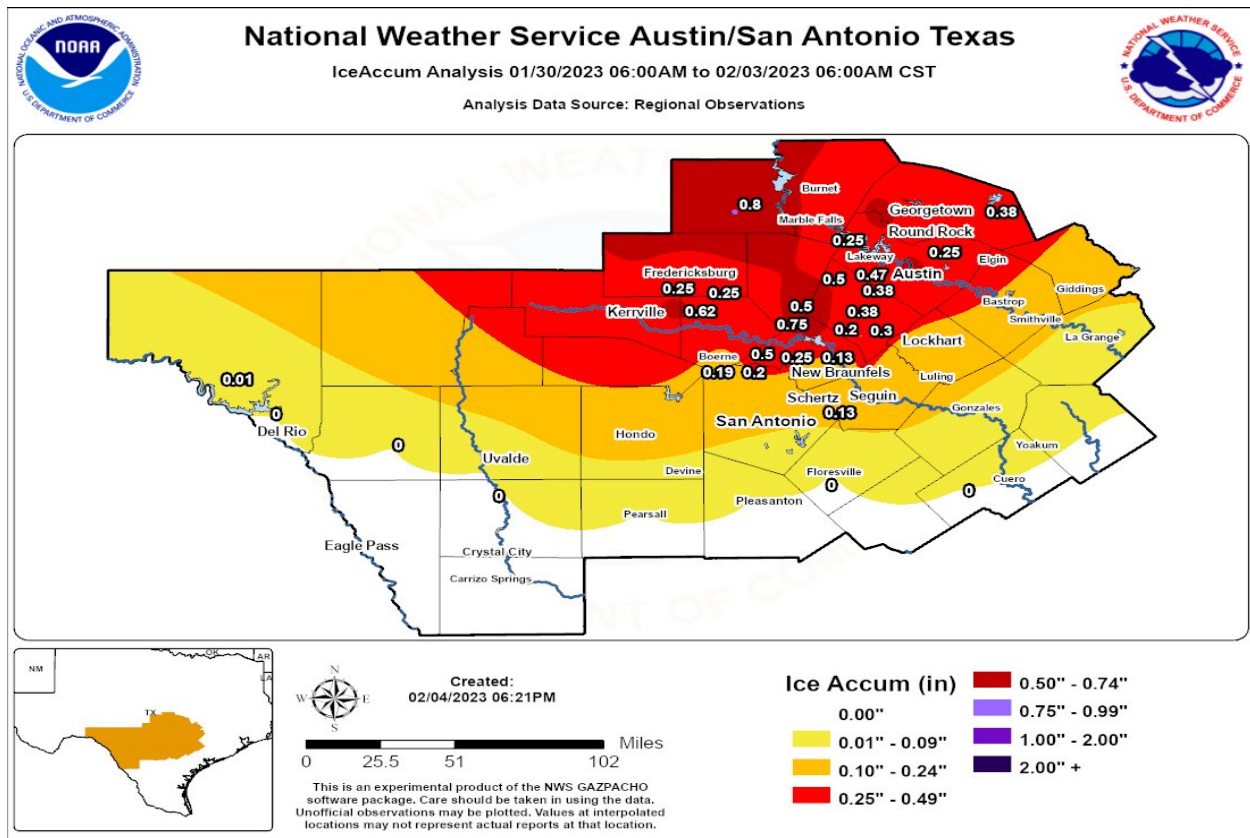 National Weather Service Austin/San Antonio Texas
IceAccum Analysis 01/30/2023 06:00AM to 02/03/2023 06:00AM CST
Analysis Data Source: Regional Observations
NATIONAL OCEANIC AND ATMOSPHERIC ADMINISTRATION
NOAA
U.S. DEPARTMENT OF COMMERCE
NATIONAL WEATHER SERVICE
U.S. DEPARTMENT OF COMMERCE
Burnet
0.8
Georgetown
0.38
Marble Falls
Round Rock
0.25
Lakeway
0.25
Elgin
Fredericksburg
0.5
0.47
Austin
0.25
0.25
0.38
Giddings
Bastrop
Kerrville
0.62
0.5
0.38
Smithville
0.75
0.2
0.3
La Grange
Lockhart
Boerne
0.5
0.25
0.13
0.19
0.2
New Braunfels
Luling
0.01
Schertz
Seguin
0
0.13
Gonzales
Del Rio
San Antonio
Hondo
0
Yoakum
Uvalde
Devine
Floresville
Cuero
0
0
0
Pleasanton
Pearsall
Eagle Pass
Crystal City
Carrizo Springs
NM
OK
AR
LA
TX
N
W
E
S
Created:
02/04/2023 06:21PM
Miles
0
25.5
51
102
This is an experimental product of the NWS GAZPACHO
software package. Care should be taken in using the data.
Unofficial observations may be plotted. Values at interpolated
locations may not represent actual reports at that location.
Ice Accum (in)
0.00"
0.01" - 0.09"
0.10" - 0.24"
0.25" - 0.49"
0.50" - 0.74"
0.75" - 0.99"
1.00" - 2.00"
2.00" +